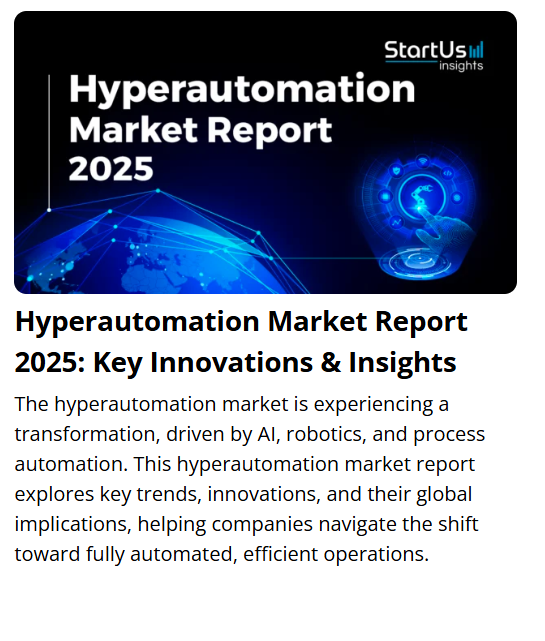 StartUs
insights
Hyperautomation
Market Report
2025
Hyperautomation Market Report
2025: Key Innovations & Insights
The hyperautomation market is experiencing a
transformation, driven by AI, robotics, and process
automation. This hyperautomation market report
explores key trends, innovations, and their global
implications, helping companies navigate the shift
toward fully automated, efficient operations.